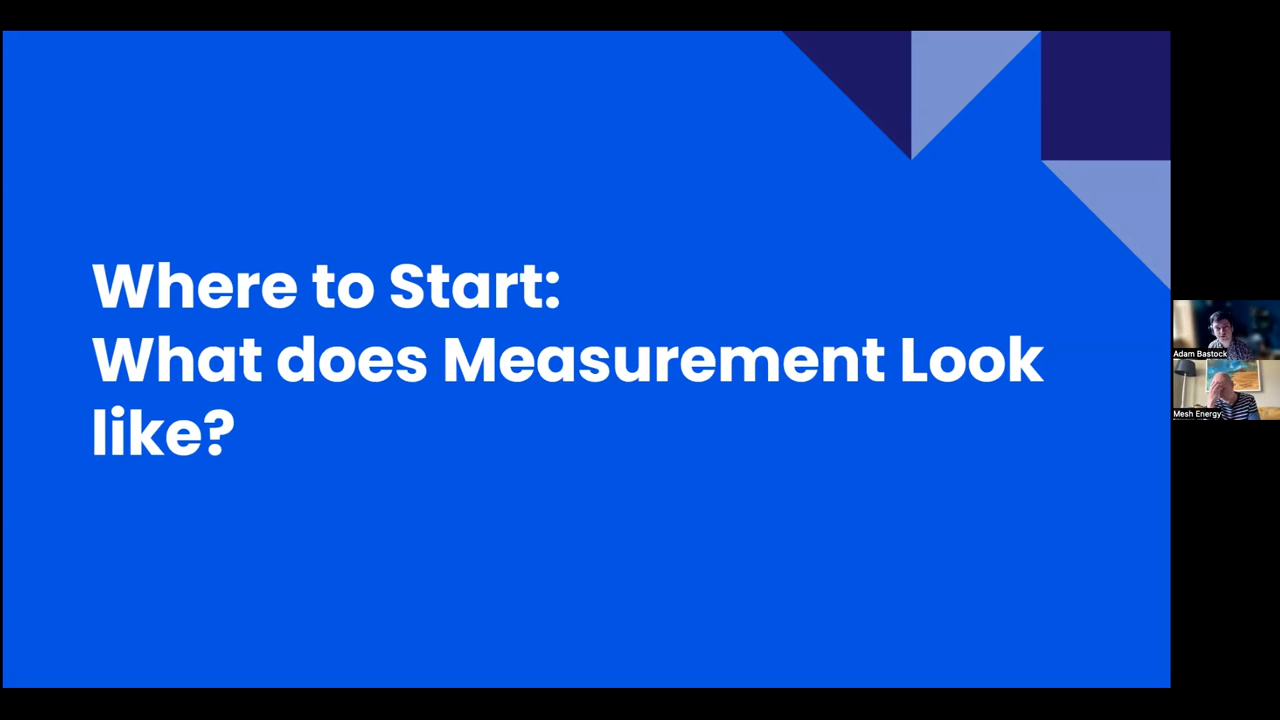 Where to Start:
What does Measurement Look
like?
Adam Bastock
Mesh Energy